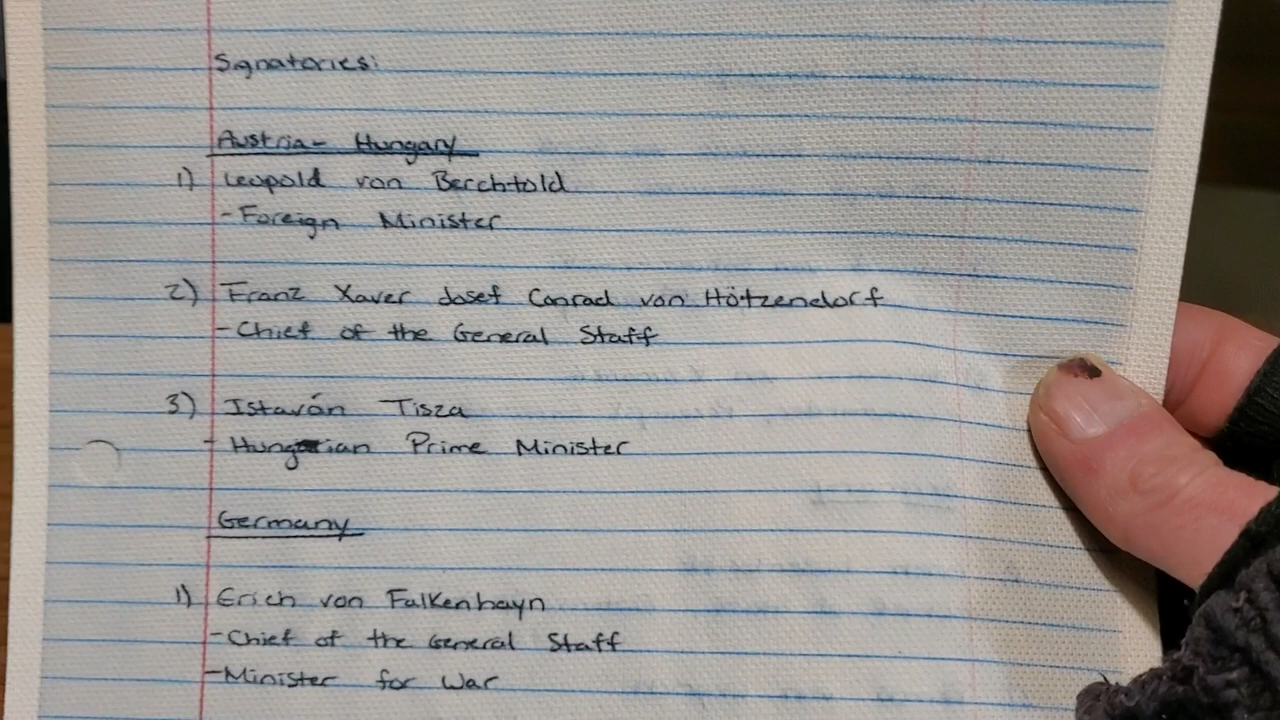 Signatories:
Austria- Hungary
1) Leopold von Berchtold
-Foreign Minister
2) Franz Xaver Josef Conrad von Hötzendorf
-Chief of the General Staff
3) Istaván Tisza
- Hungarian Prime Minister
Germany
1) Erich von Falkenhayn
-Chief of the General Staff
-Minister for War